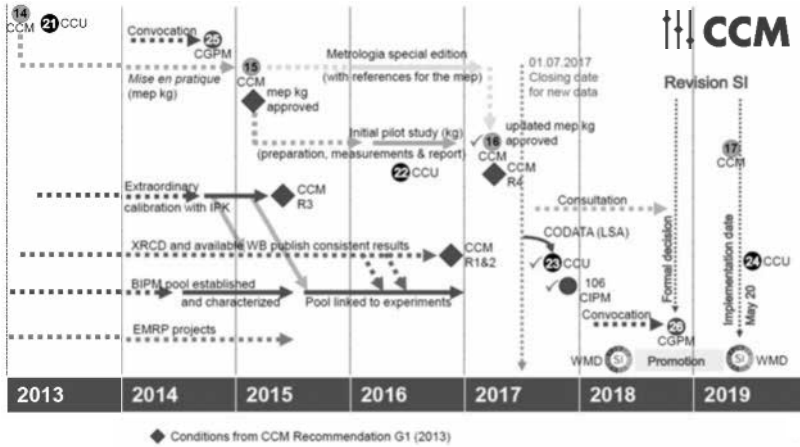 14
CCM
21 CCU
Convocation
25
CGPM
CCM
Revision SI
Mise en pratique
(mep kg)
15
CCM
mep kg
approved
Metrologia special edition
(with references for the mep)
01.07.2017
Closing date
for new data
Initial pilot study (kg)
(preparation, measurements & report)
22 CCU
16
CCM
updated mep kg
approved
CCM
R4
17
CCM
Extraordinary
calibration with IPK
CCM
R3
Consultation
XRCD and available WB publish consistent results
CCM
R1&2
CODATA (LSA)
23 CCU
24 CCU
BIPM pool established
and characterized
Pool linked to experiments
106
CIPM
Formal decision
Implementation date
May 20
EMRP projects
Convocation
26
CGPM
WMD SI
Promotion
SI WMD
2013 2014 2015 2016 2017 2018 2019
Conditions from CCM Recommendation G1 (2013)